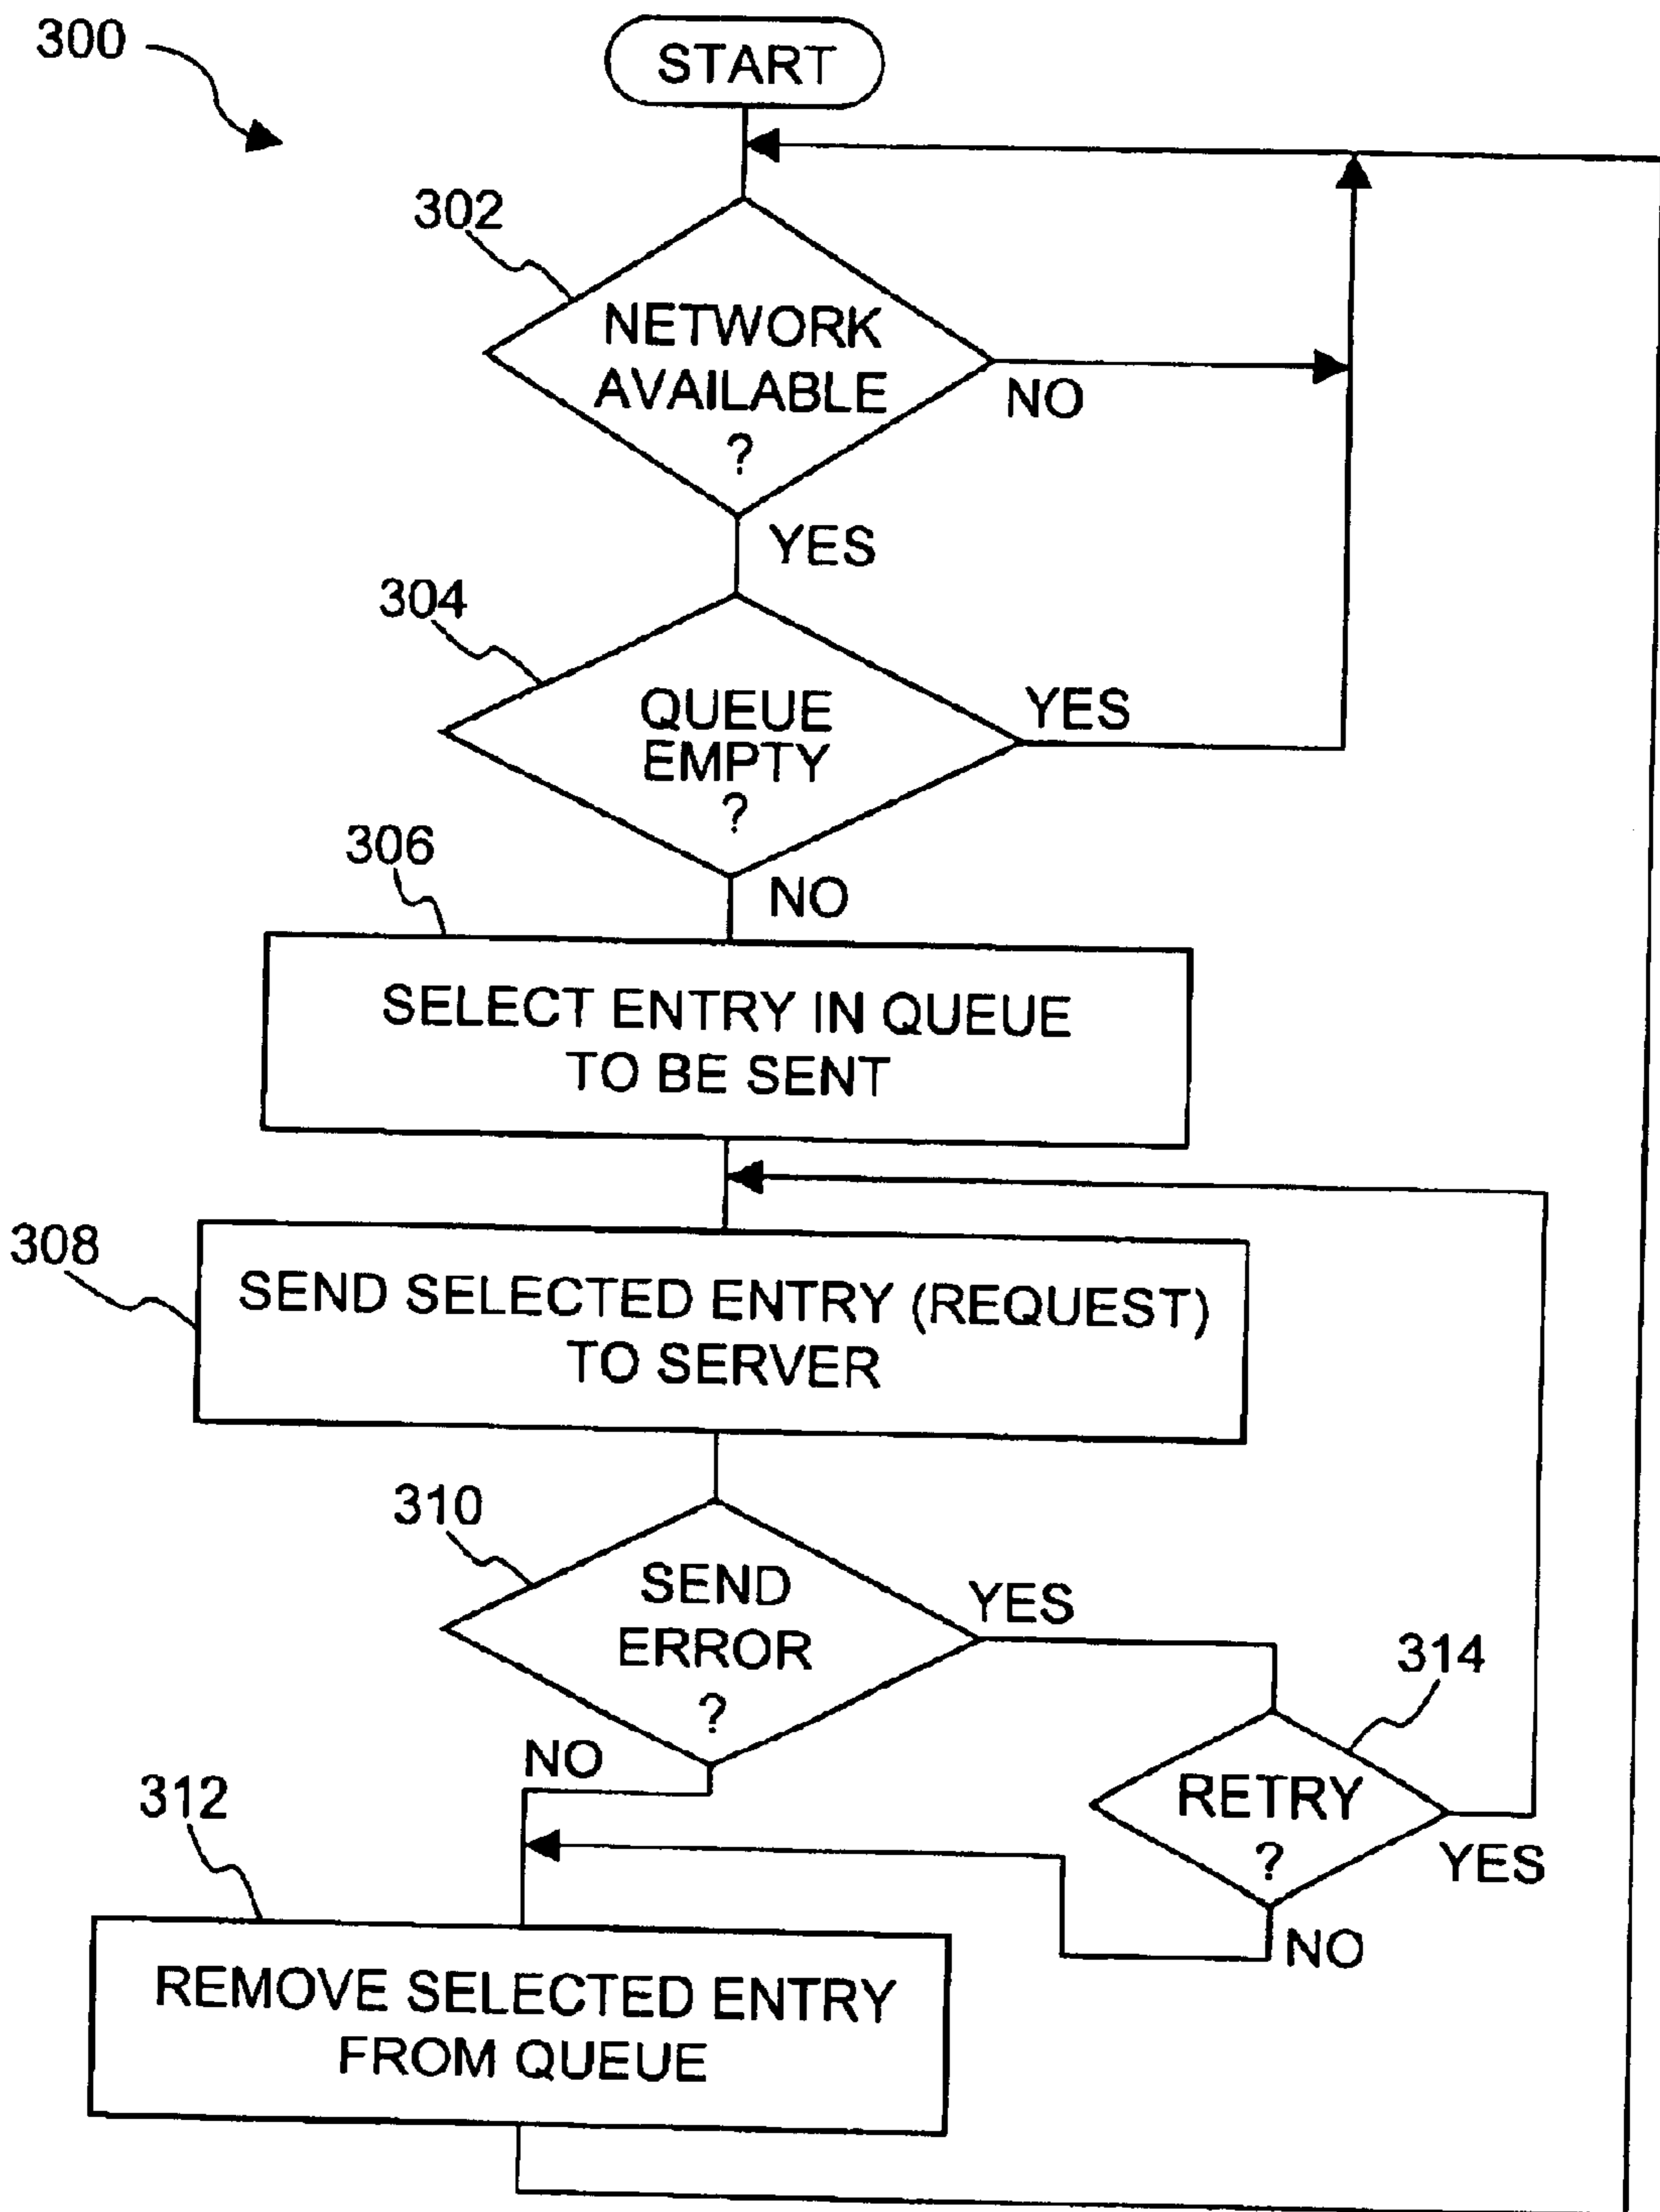 300
START
302
NETWORK
AVAILABLE
?
NO
YES
304
QUEUE
EMPTY
?
YES
NO
306
SELECT ENTRY IN QUEUE
TO BE SENT
308
SEND SELECTED ENTRY (REQUEST)
TO SERVER
310
SEND
ERROR
?
YES
NO
314
RETRY
?
YES
NO
312
REMOVE SELECTED ENTRY
FROM QUEUE